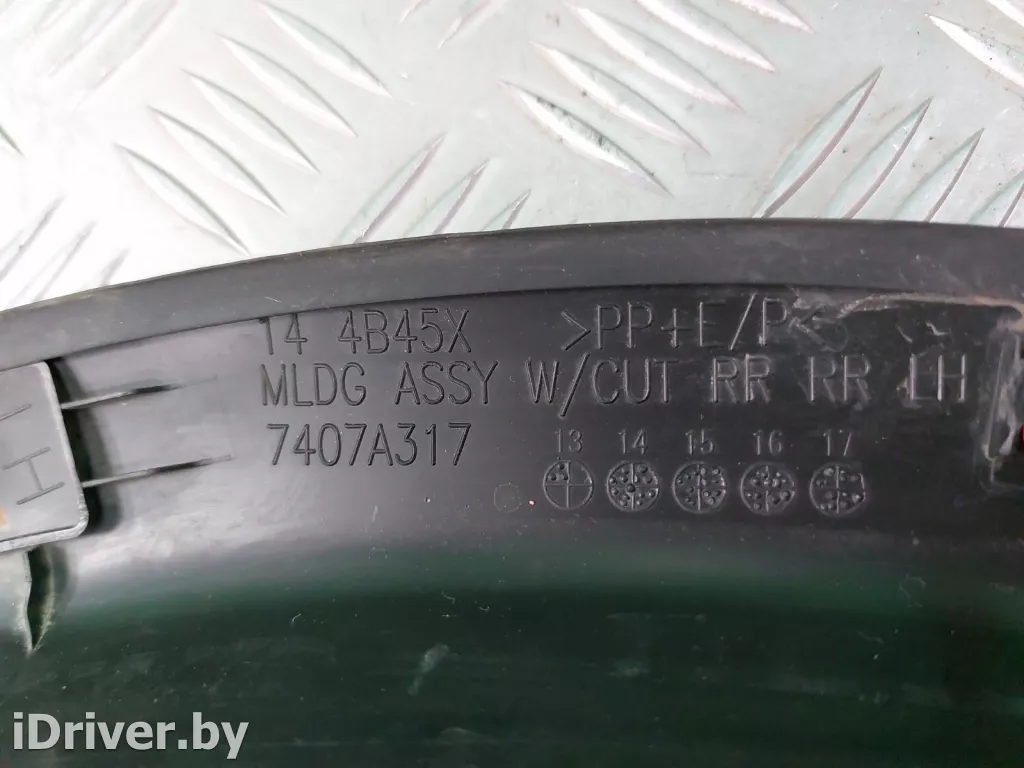 14 4B45X >PP+E/P<
MLDG ASSY W/CUT RR RR LH
7407A317
13 14 15 16 17
H
iDriver.by